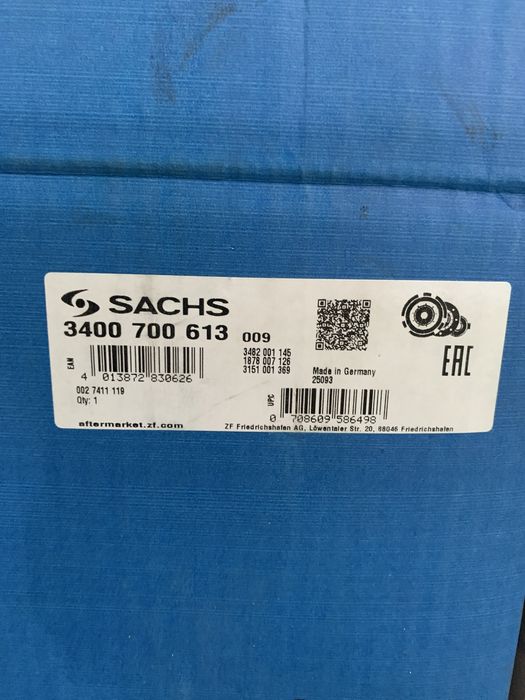 SACHS
3400 700 613 009
3482 001 145
1878 007 126
3151 001 369
EAN
4 013872 830626
002 7411 119
Qty: 1
Made in Germany
25093
EAC
UPC
0 708609 586498
aftermarket.zf.com
ZF Friedrichshafen AG, Löwentaler Str. 20, 88046 Friedrichshafen